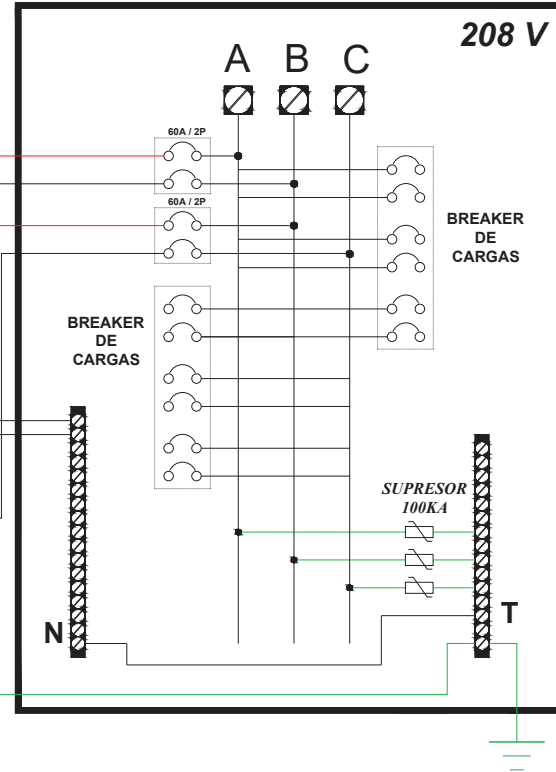 208 V
A B C
60A / 2P
60A / 2P
BREAKER
DE
CARGAS
BREAKER
DE
CARGAS
SUPRESOR
100KA
N
T